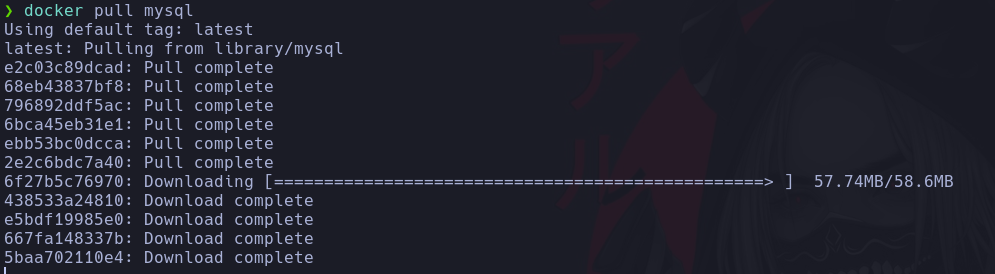 ❯ docker pull mysql
Using default tag: latest
latest: Pulling from library/mysql
e2c03c89dcad: Pull complete
68eb43837bf8: Pull complete
796892ddf5ac: Pull complete
6bca45eb31e1: Pull complete
ebb53bc0dcca: Pull complete
2e2c6bdc7a40: Pull complete
6f27b5c76970: Downloading [=================================================> ]  57.74MB/58.6MB
438533a24810: Download complete
e5bdf19985e0: Download complete
667fa148337b: Download complete
5baa702110e4: Download complete
アル